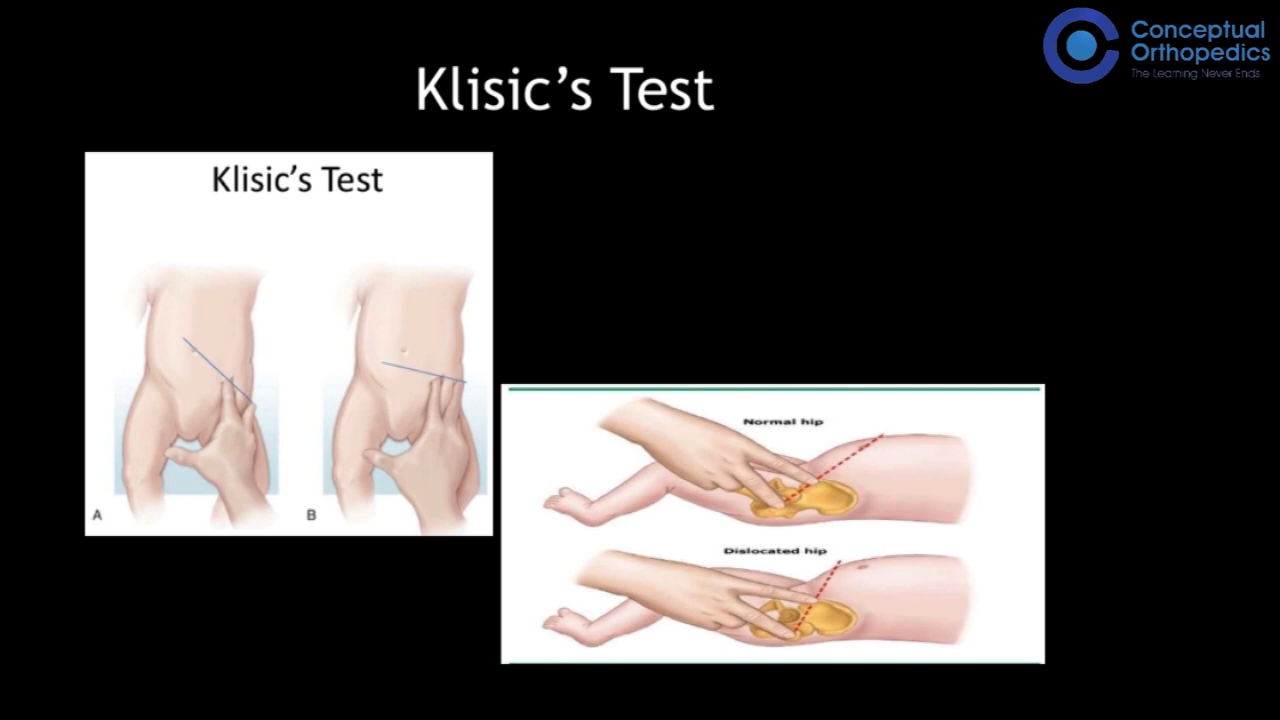 Conceptual
Orthopedics
The Learning Never Ends
Klisic's Test
Klisic's Test
A
B
Normal hip
Dislocated hip